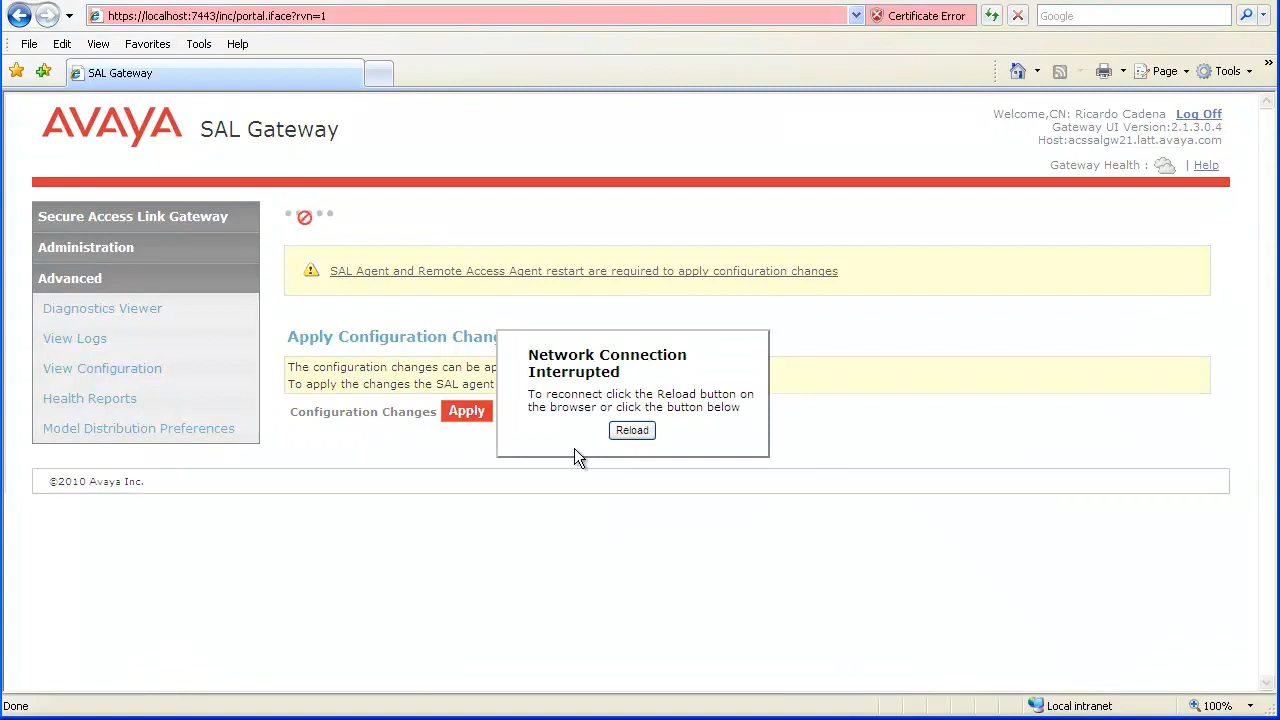 https://localhost:7443/inc/portal.iface?rvn=1
Certificate Error
Google
File Edit View Favorites Tools Help
SAL Gateway
Page Tools
AVAYA SAL Gateway
Welcome,CN: Ricardo Cadena Log Off
Gateway UI Version:2.1.3.0.4
Host:acssalgw21.latt.avaya.com
Gateway Health : | Help
Secure Access Link Gateway
Administration
Advanced
Diagnostics Viewer
View Logs
View Configuration
Health Reports
Model Distribution Preferences
SAL Agent and Remote Access Agent restart are required to apply configuration changes
Apply Configuration Chan
The configuration changes can be ap
To apply the changes the SAL agent
Configuration Changes Apply
Network Connection
Interrupted
To reconnect click the Reload button on
the browser or click the button below
Reload
©2010 Avaya Inc.
Done
Local intranet
100%